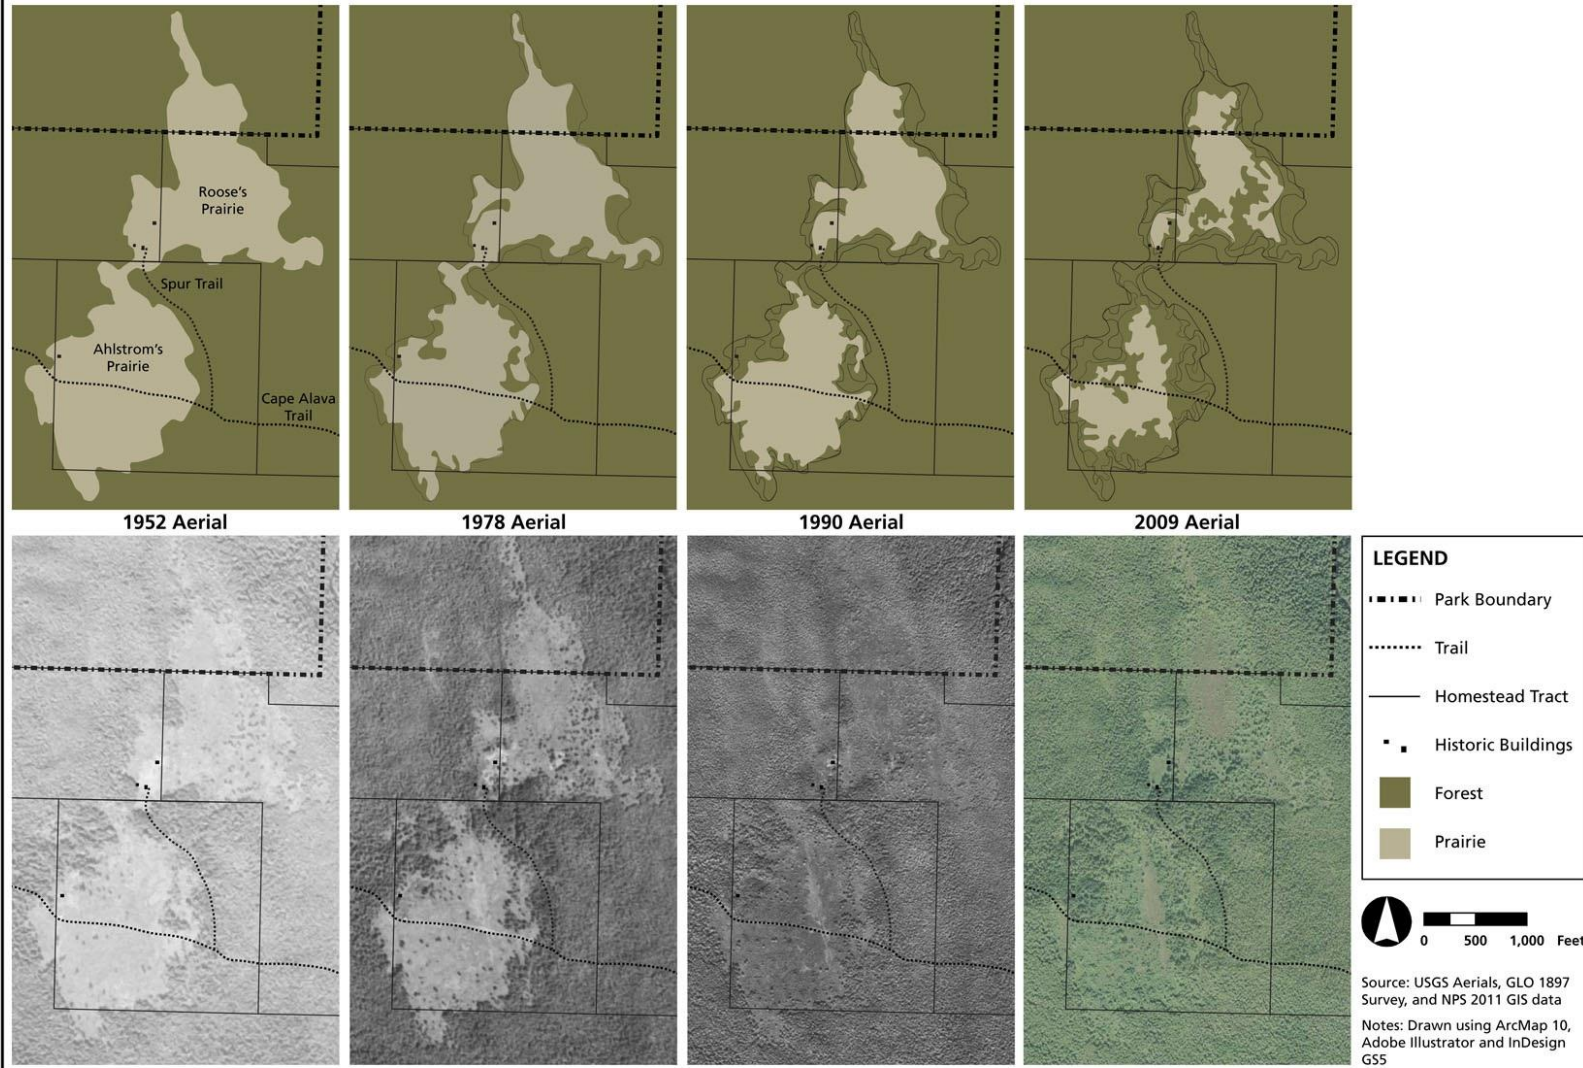 Roose's
Prairie
Spur Trail
Ahlstrom's
Prairie
Cape Alava
Trail
1952 Aerial
1978 Aerial
1990 Aerial
2009 Aerial
LEGEND
Park Boundary
Trail
Homestead Tract
Historic Buildings
Forest
Prairie
0 500 1,000 Feet
Source: USGS Aerials, GLO 1897
Survey, and NPS 2011 GIS data
Notes: Drawn using ArcMap 10,
Adobe Illustrator and InDesign
GS5